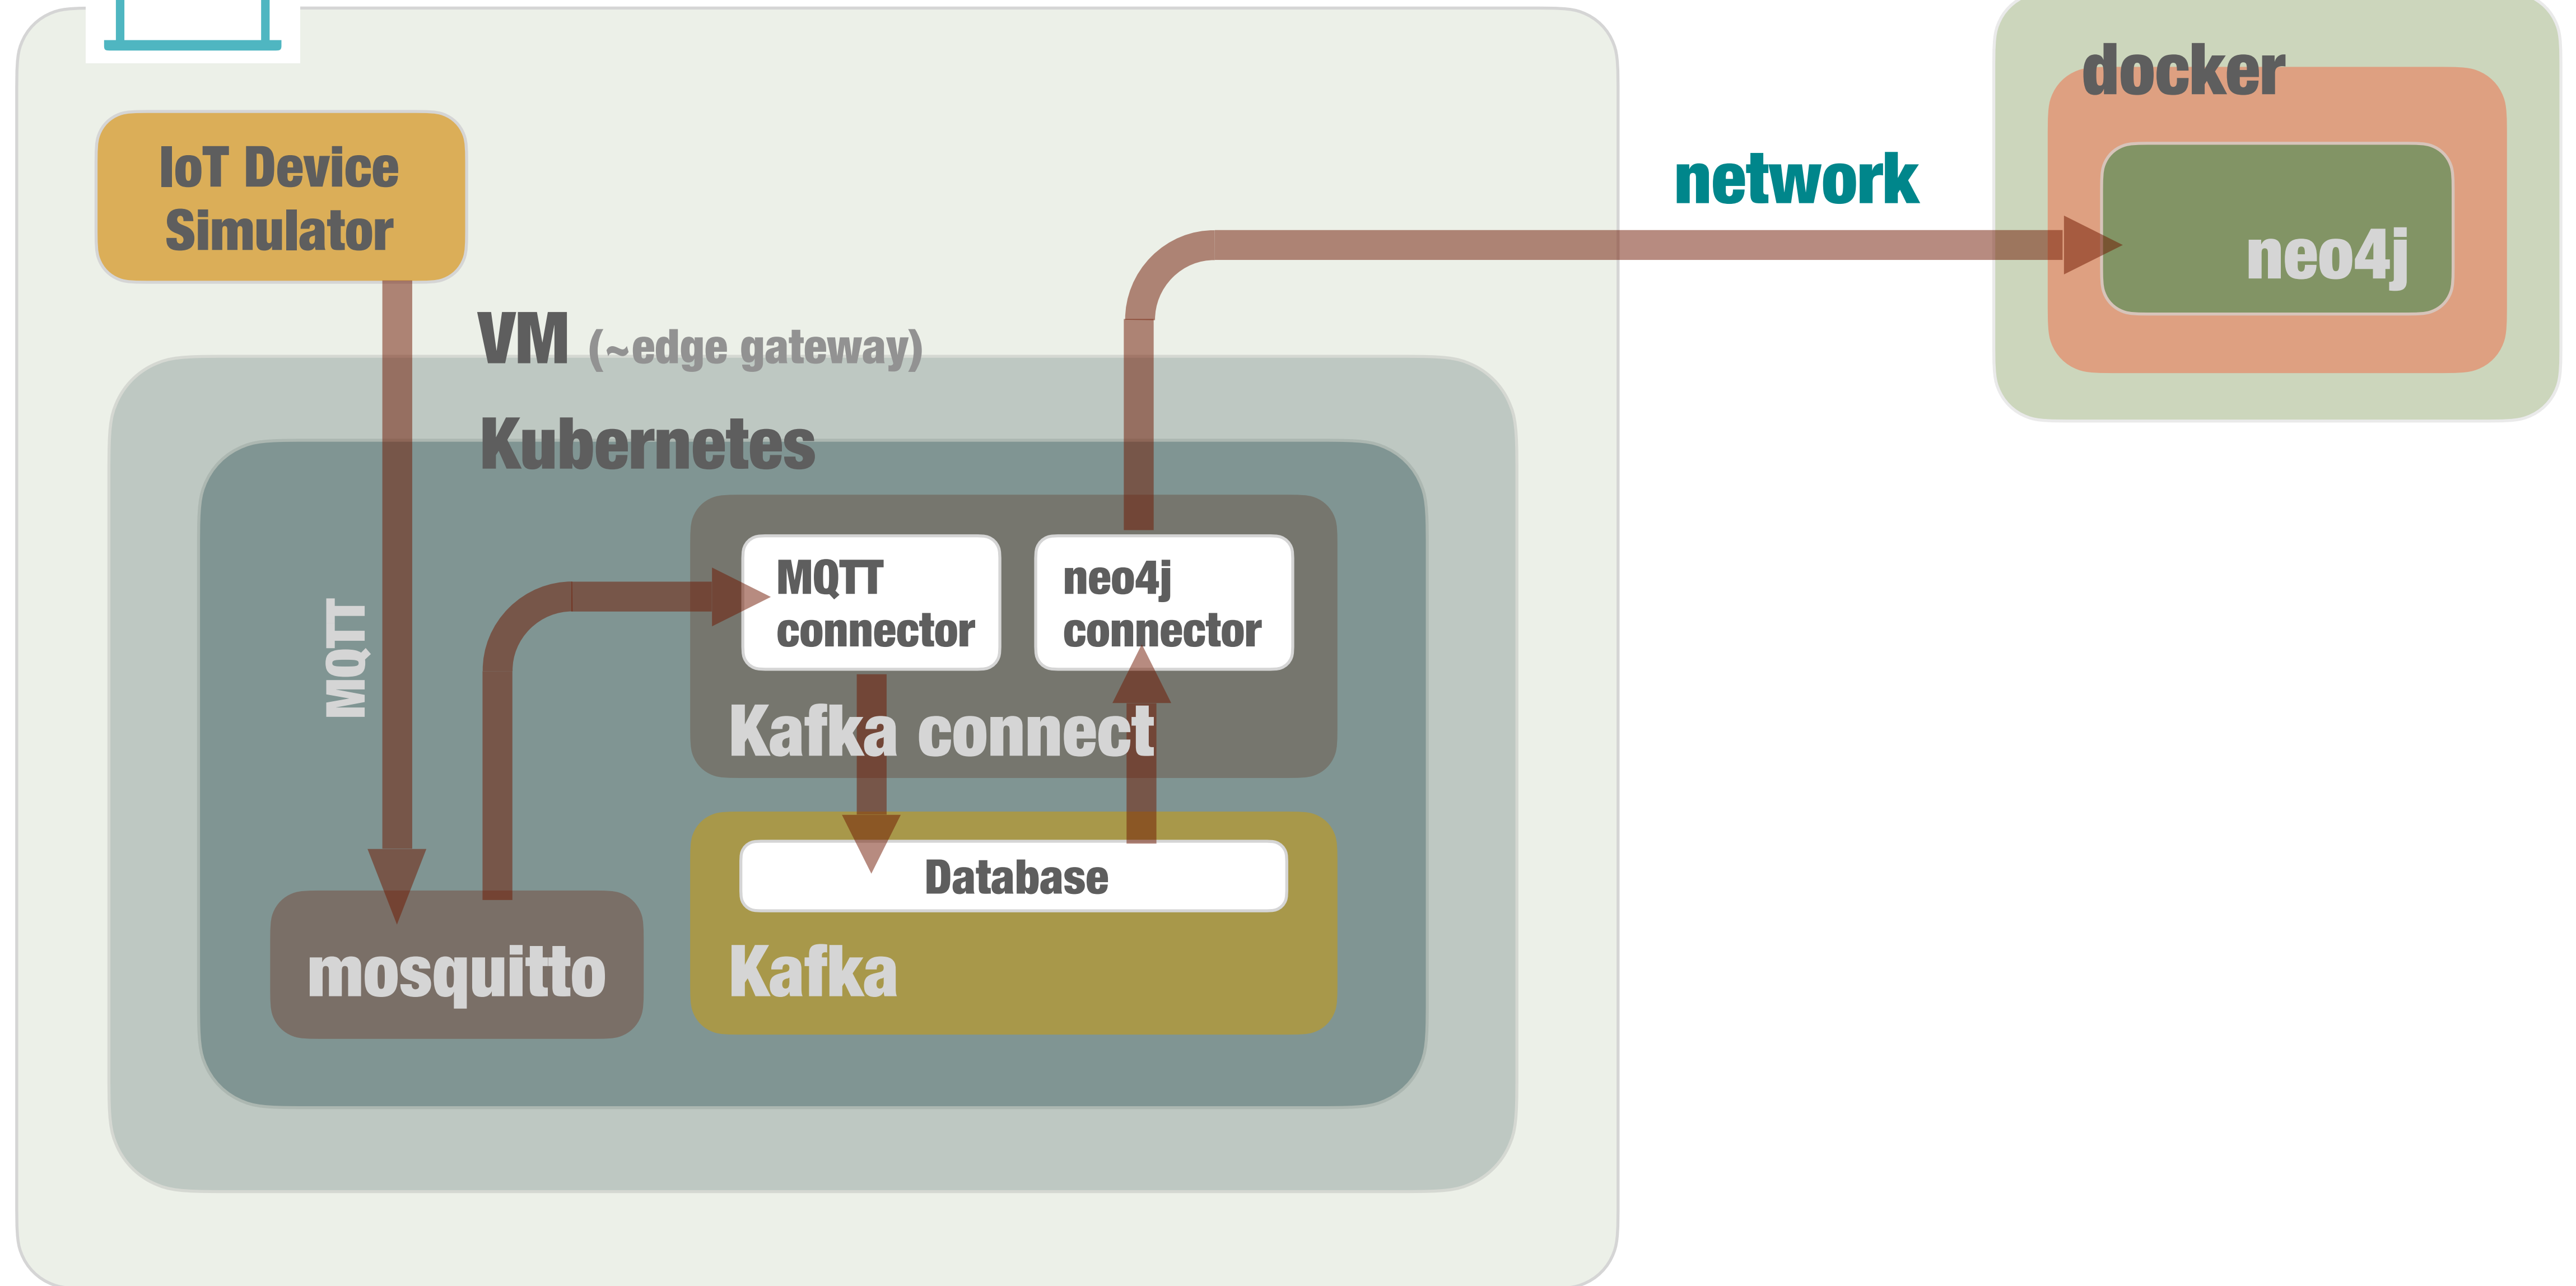 docker
IoT Device
Simulator
network
neo4j
VM (~edge gateway)
Kubernetes
MQTT
connector
neo4j
connector
MQTT
Kafka connect
Database
mosquitto
Kafka